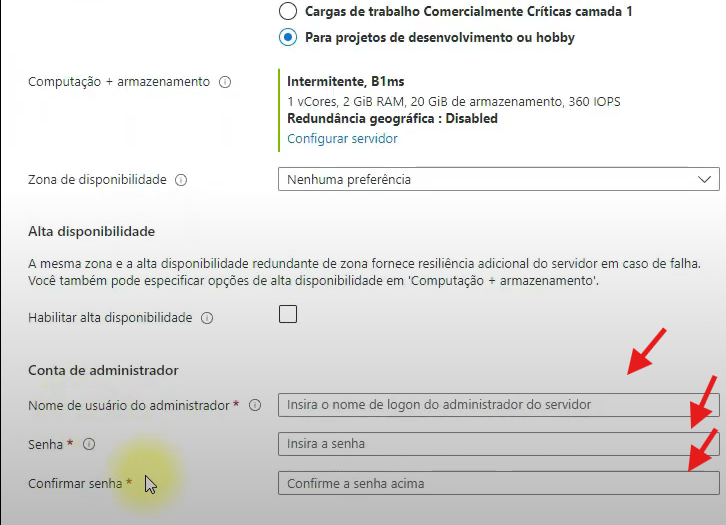 Cargas de trabalho Comercialmente Críticas camada 1
Para projetos de desenvolvimento ou hobby
Computação + armazenamento
Intermitente, B1ms
1 vCores, 2 GiB RAM, 20 GiB de armazenamento, 360 IOPS
Redundância geográfica : Disabled
Configurar servidor
Zona de disponibilidade
Nenhuma preferência
Alta disponibilidade
A mesma zona e a alta disponibilidade redundante de zona fornece resiliência adicional do servidor em caso de falha.
Você também pode especificar opções de alta disponibilidade em 'Computação + armazenamento'.
Habilitar alta disponibilidade
Conta de administrador
Nome de usuário do administrador *
Insira o nome de logon do administrador do servidor
Senha *
Insira a senha
Confirmar senha *
Confirme a senha acima